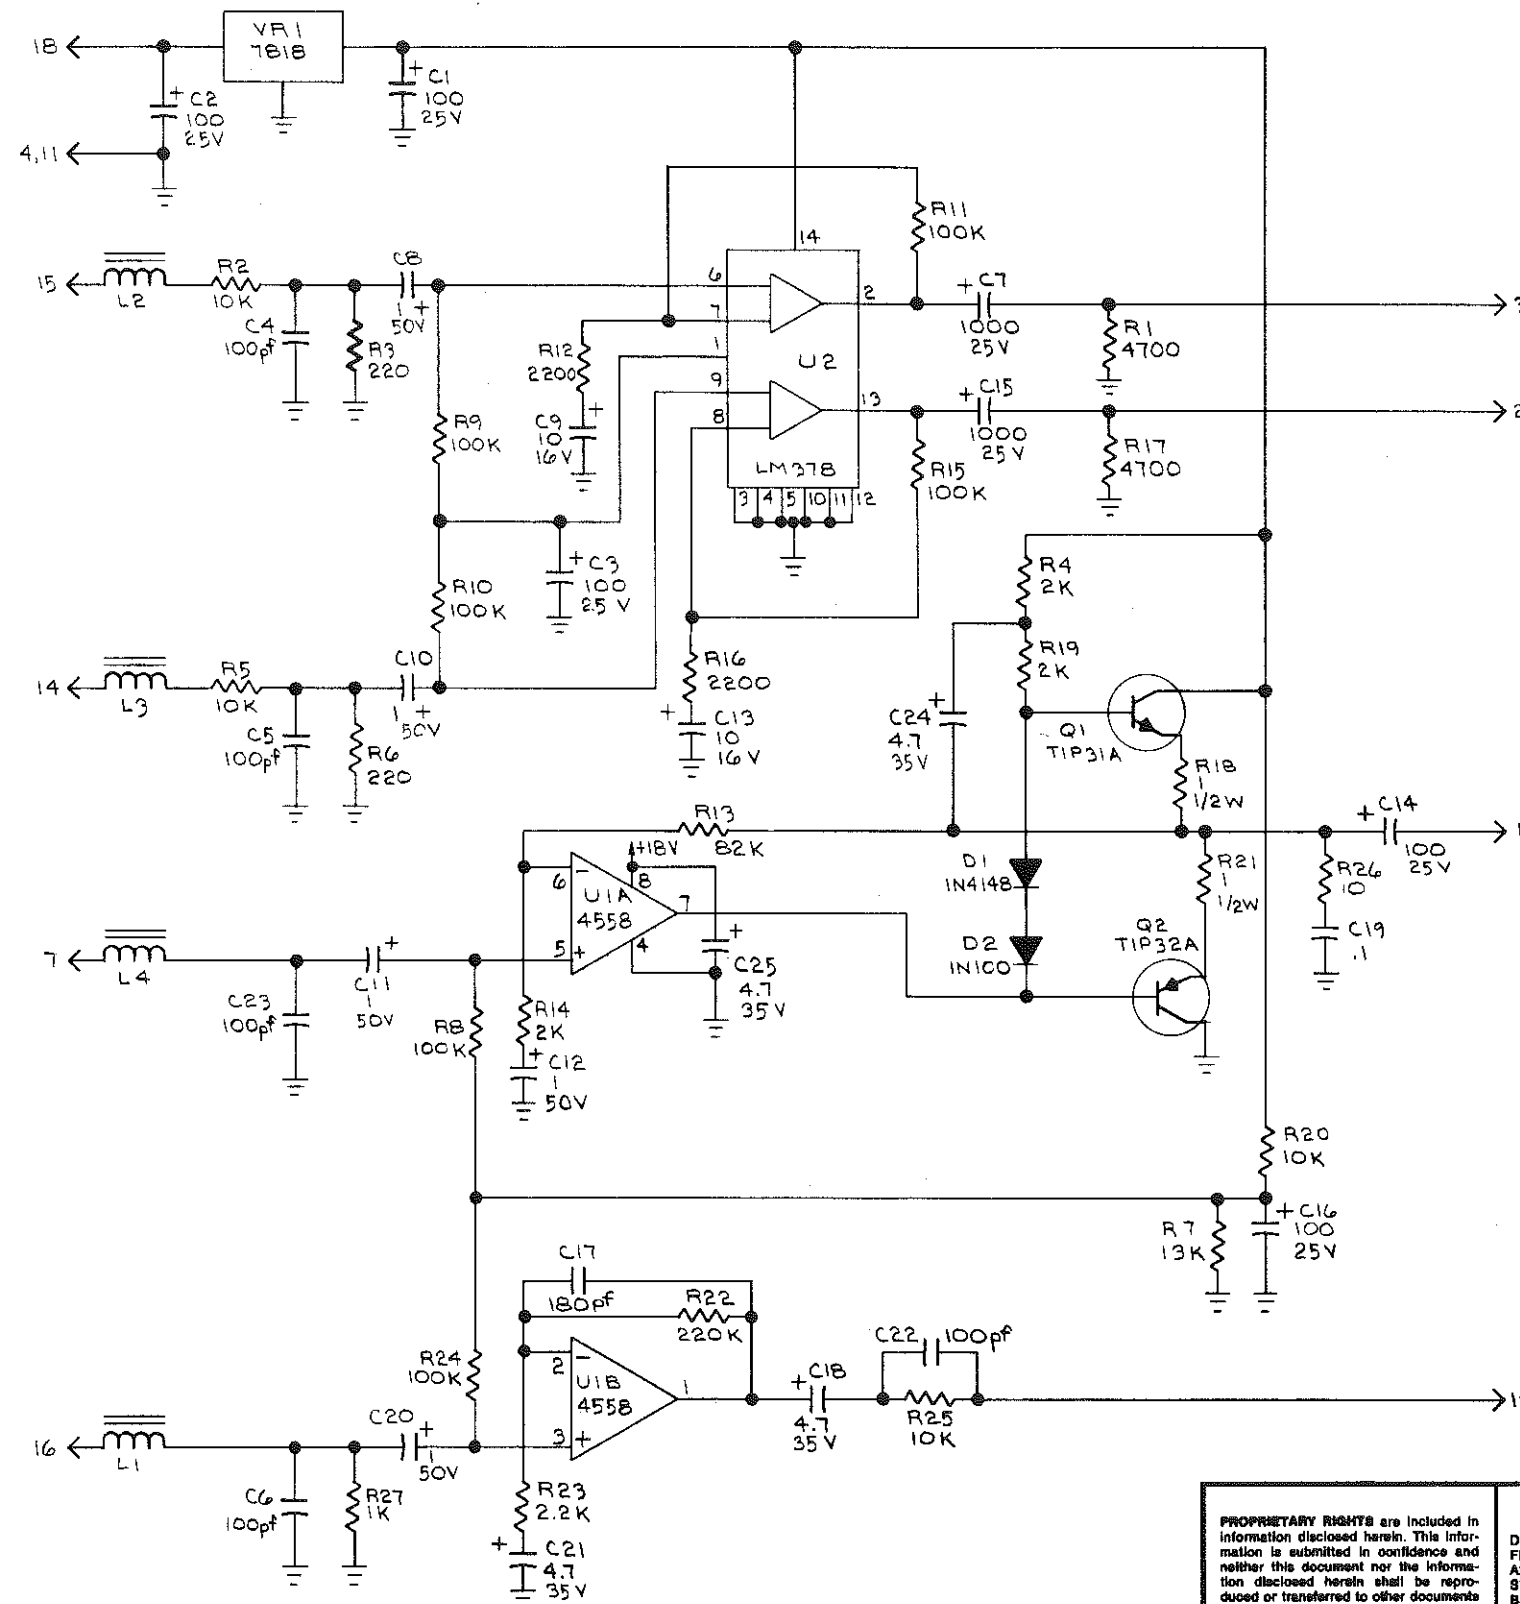 18
VR1
7818
+
C2
100
25V
+
C1
100
25V
4,11
15
L2
R2
10K
C4
100pf
R3
220
C8
1
+
50V
R9
100K
R12
2200
+
C9
10
16V
14
6
7
1
9
8
2
13
U2
LM378
3
4
5
10
11
12
R11
100K
+
C7
1000
25V
R1
4700
+
C15
1000
25V
R17
4700
R15
100K
+
C3
100
25V
R10
100K
R4
2K
R19
2K
14
L3
R5
10K
C5
100pf
R6
220
C10
1
+
50V
R16
2200
+
C13
10
16V
+
C24
4.7
35V
Q1
TIP31A
R18
1
1/2W
R13
82K
+18V
8
6
-
U1A
4558
7
5
+
4
+
C25
4.7
35V
D1
1N4148
D2
1N100
Q2
TIP32A
R21
1
1/2W
R26
10
C19
.1
+
C14
100
25V
7
L4
C23
100pf
+
C11
1
50V
R8
100K
R14
2K
+
C12
1
50V
R20
10K
R7
13K
+
C16
100
25V
C17
180pf
R22
220K
R24
100K
2
-
U1B
4558
1
3
+
+
C18
4.7
35V
C22
100pf
R25
10K
16
L1
C6
100pf
R27
1K
C20
+
1
50V
R23
2.2K
+
C21
4.7
35V
PROPRIETARY RIGHTS are included in
information disclosed herein. This infor-
mation is submitted in confidence and
neither this document nor the informa-
tion disclosed herein shall be repro-
duced or transferred to other documents